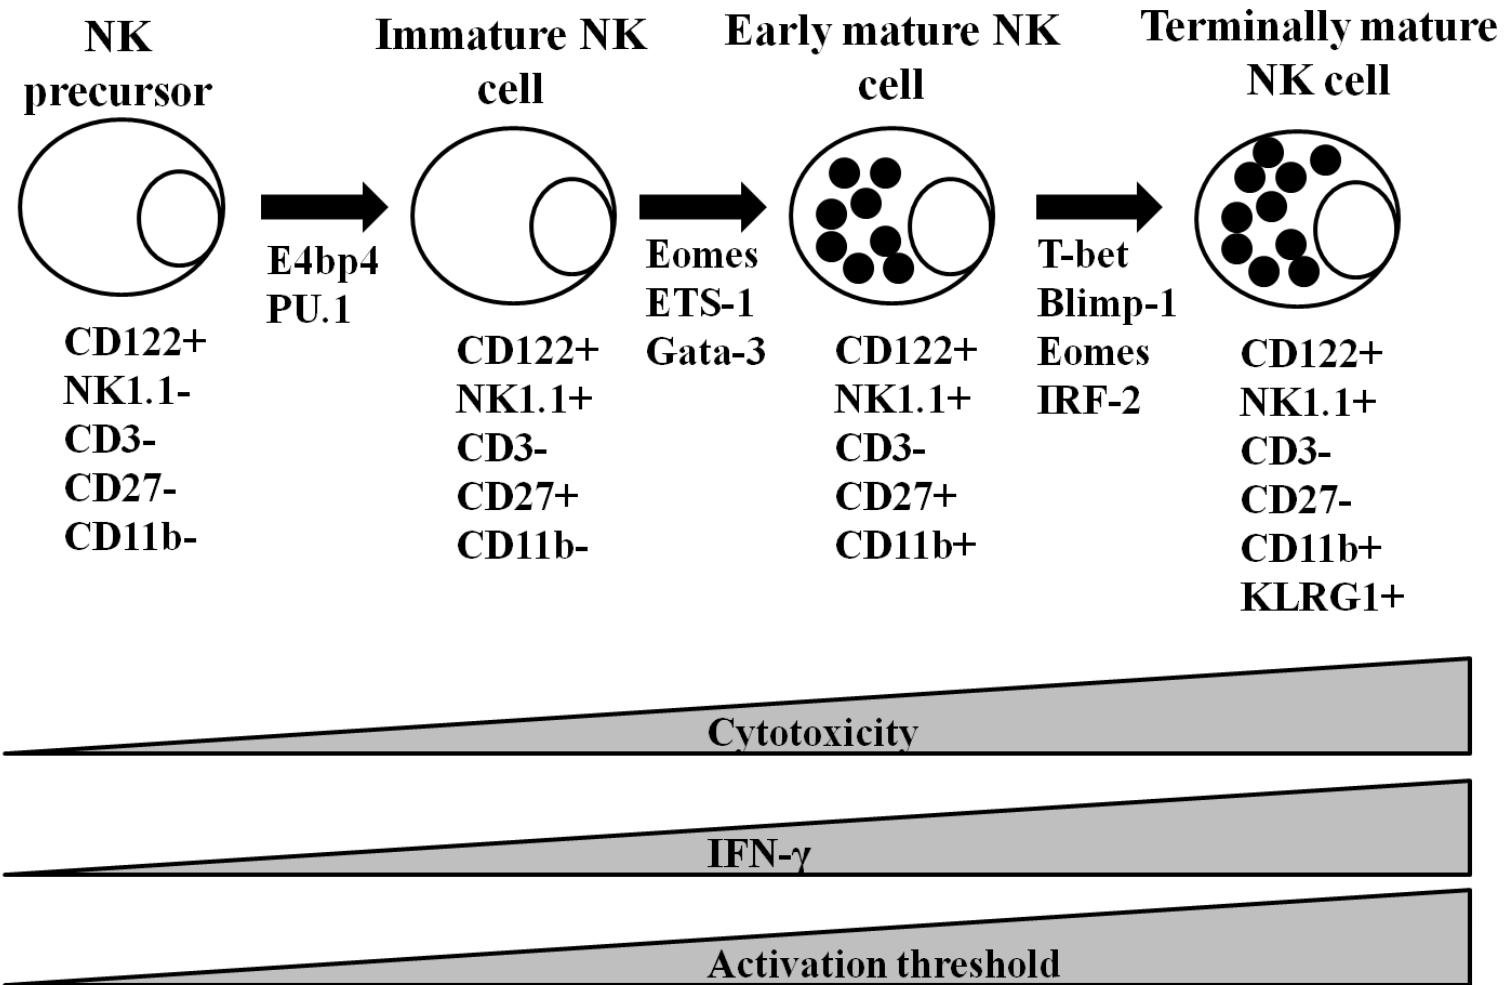 NK
precursor
Immature NK
cell
Early mature NK
cell
Terminally mature
NK cell
E4bp4
PU.1
Eomes
ETS-1
Gata-3
T-bet
Blimp-1
Eomes
IRF-2
CD122+
NK1.1-
CD3-
CD27-
CD11b-
CD122+
NK1.1+
CD3-
CD27+
CD11b-
CD122+
NK1.1+
CD3-
CD27+
CD11b+
CD122+
NK1.1+
CD3-
CD27-
CD11b+
KLRG1+
Cytotoxicity
IFN-γ
Activation threshold